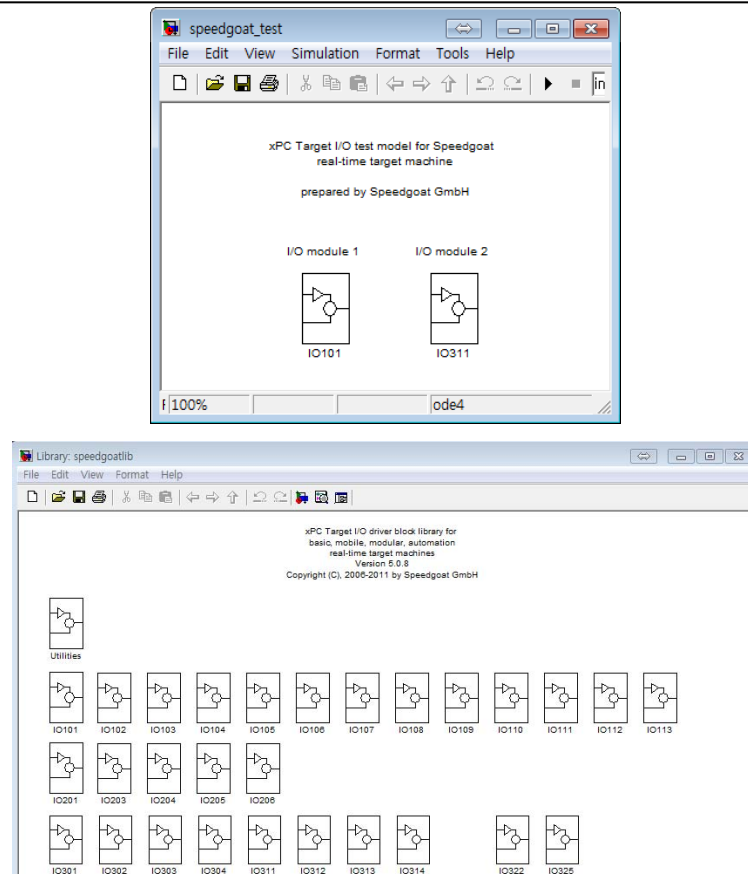 speedgoat_test
File Edit View Simulation Format Tools Help
in
xPC Target I/O test model for Speedgoat
real-time target machine
prepared by Speedgoat GmbH
I/O module 1 I/O module 2
IO101 IO311
100% ode4
Library: speedgoatlib
File Edit View Format Help
xPC Target I/O driver block library for
basic, mobile, modular, automation
real-time target machines
Version 5.0.8
Copyright (C), 2006-2011 by Speedgoat GmbH
Utilities
IO101 IO102 IO103 IO104 IO105 IO106 IO107 IO108 IO109 IO110 IO111 IO112 IO113
IO201 IO203 IO204 IO205 IO206
IO301 IO302 IO303 IO304 IO311 IO312 IO313 IO314 IO322 IO325